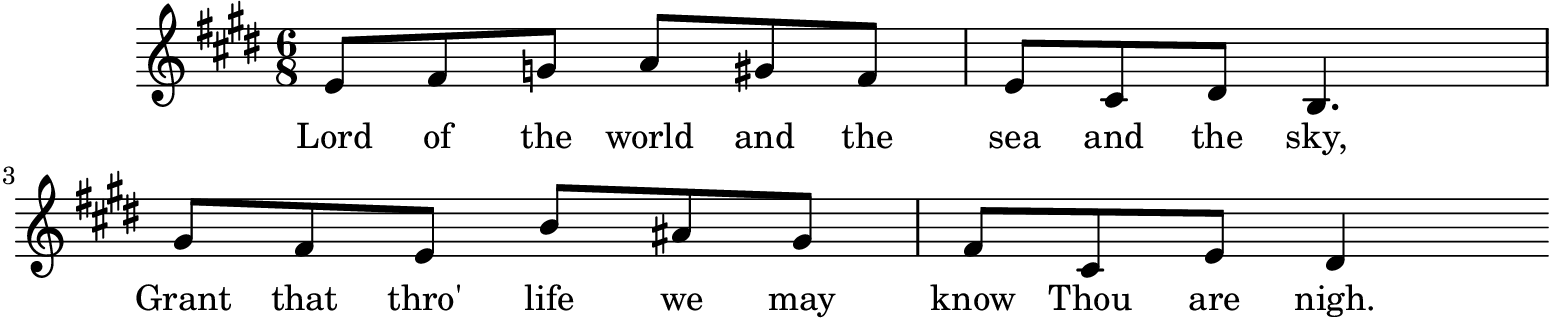 6
8
Lord of the world and the sea and the sky,
3
Grant that thro' life we may know Thou are nigh.